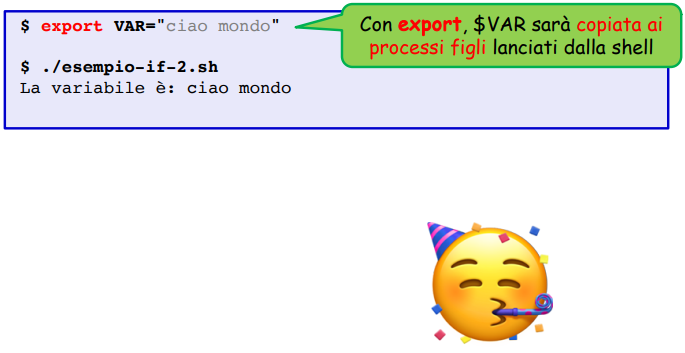 $ export VAR="ciao mondo"
Con export, $VAR sarà copiata ai
processi figli lanciati dalla shell
$ ./esempio-if-2.sh
La variabile è: ciao mondo